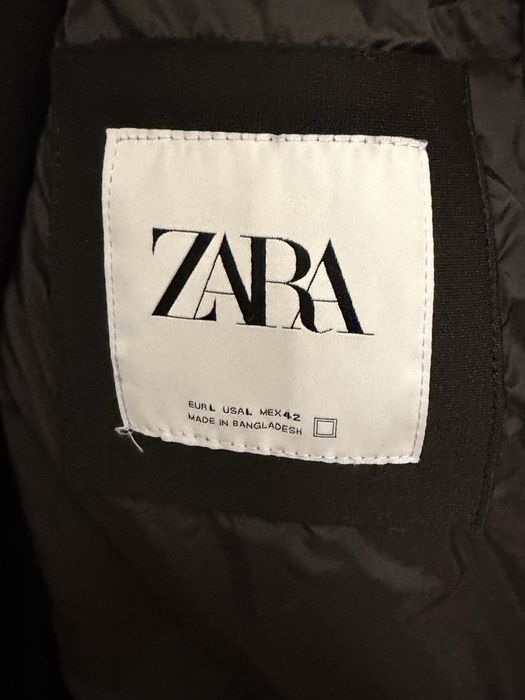 ZARA
EUR L USA L MEX 42
MADE IN BANGLADESH